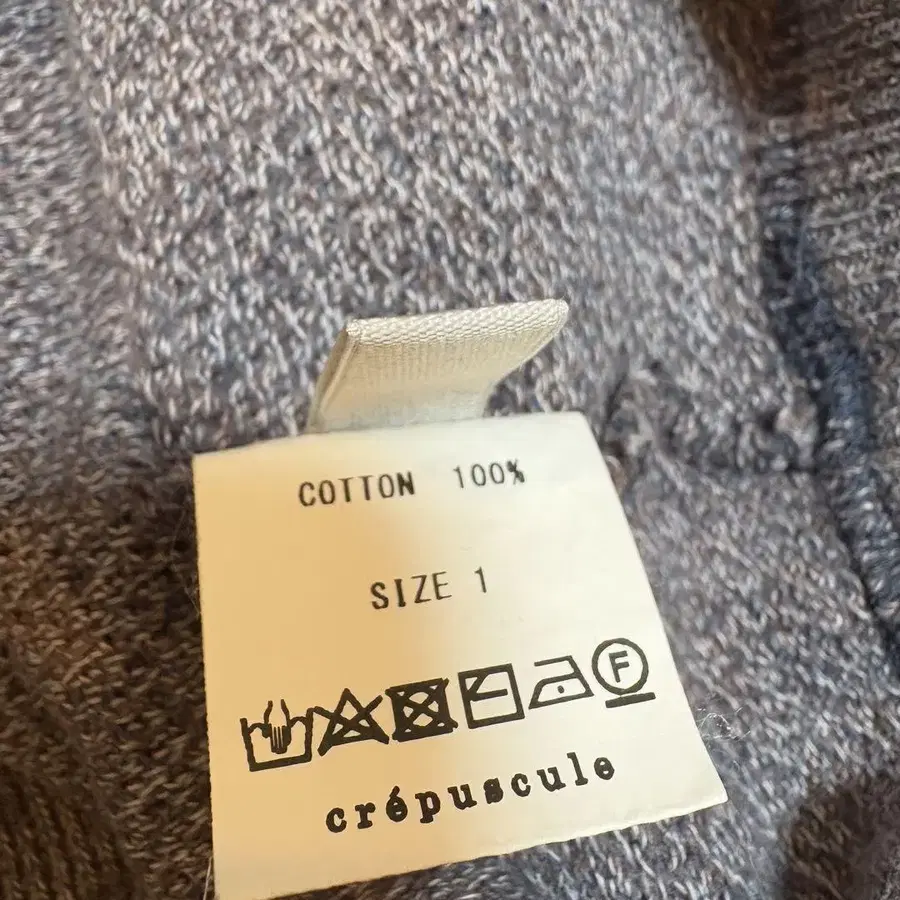 COTTON 100%
SIZE 1
F
crépuscule